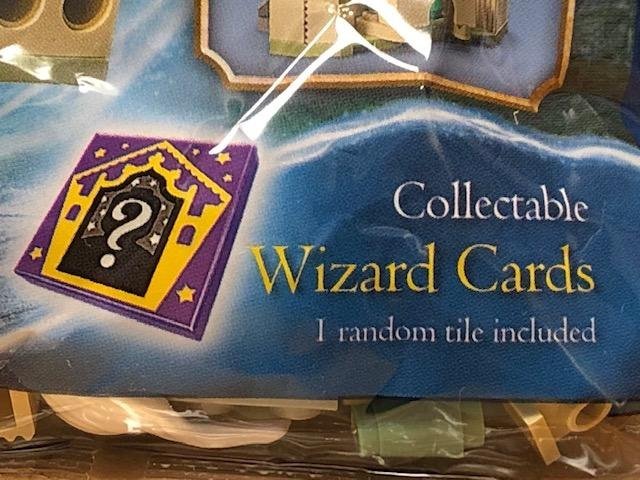 ?
Collectable
Wizard Cards
1 random tile included